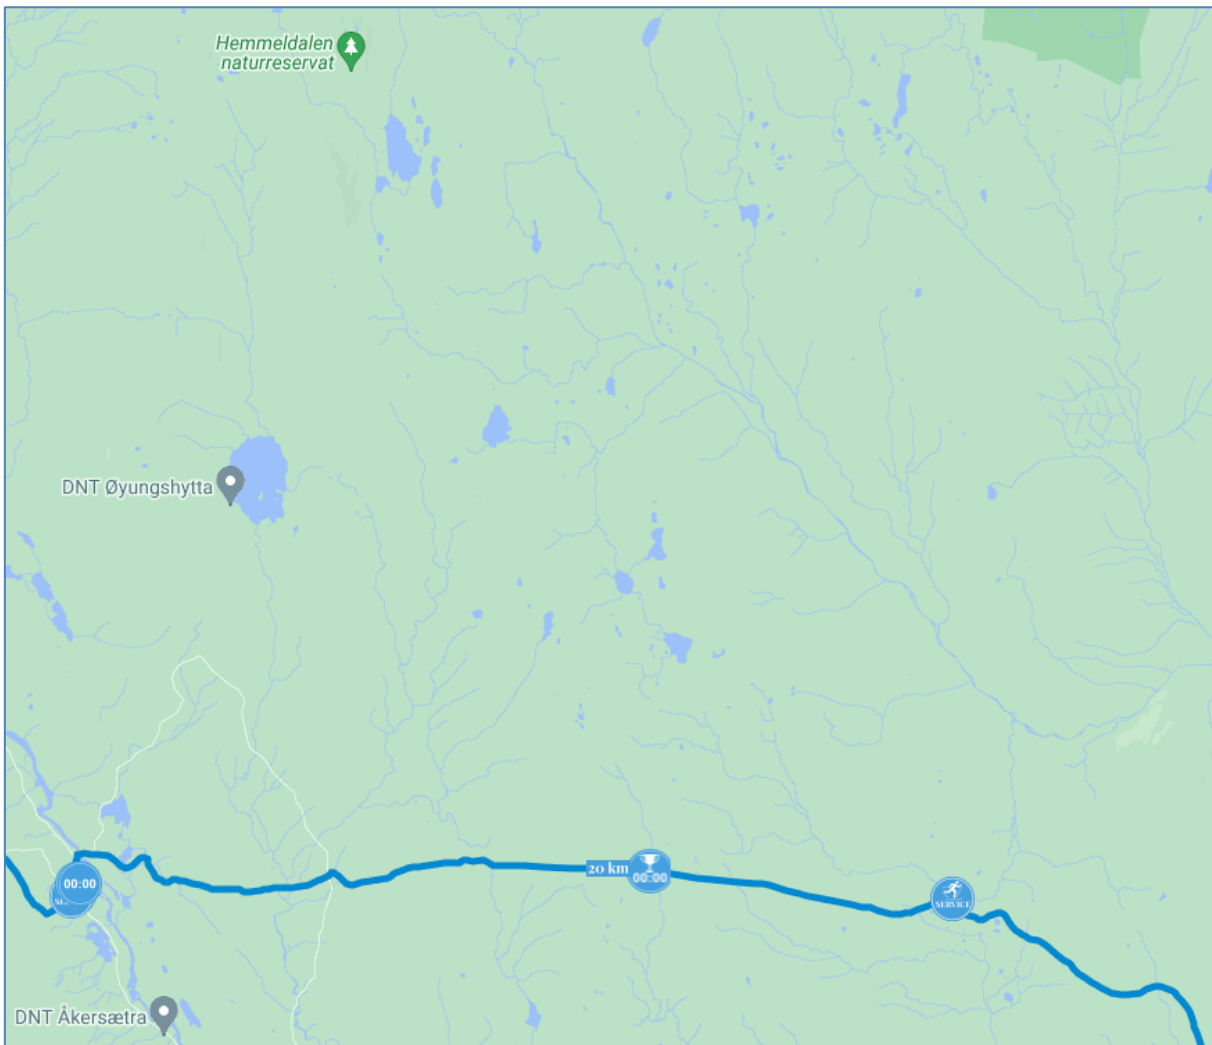 Hemmeldalen
naturreservat
DNT Øyungshytta
00:00
20 km
00:00
SERVICE
DNT Åkersætra